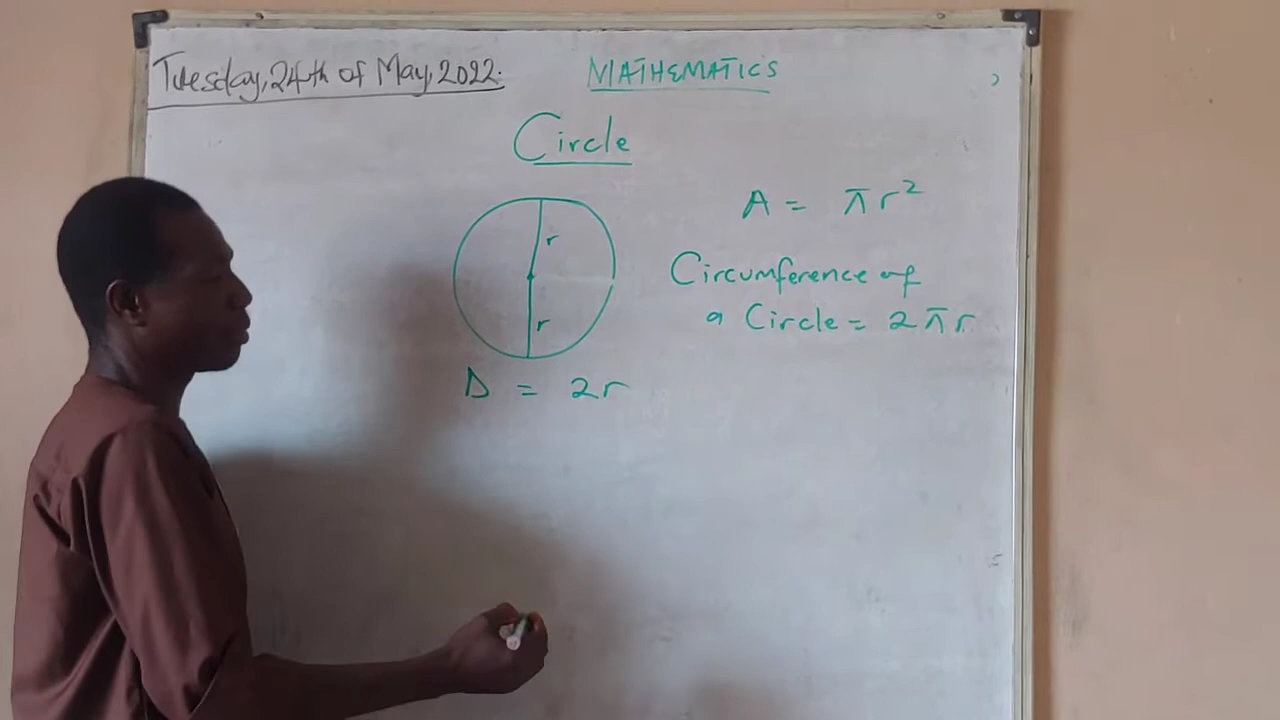 Tuesday, 24th of May, 2022.
MATHEMATICS
Circle
r
r
D = 2r
A = πr²
Circumference of
a Circle = 2πr